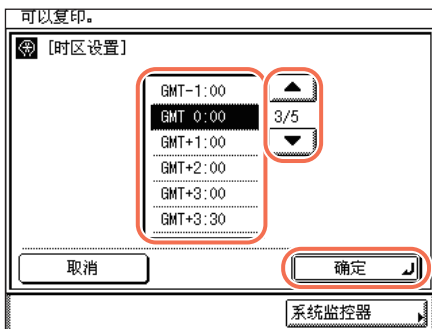 可以复印。
[时区设置]
GMT-1:00
GMT 0:00
GMT+1:00
GMT+2:00
GMT+3:00
GMT+3:30
3/5
取消
确定
系统监控器